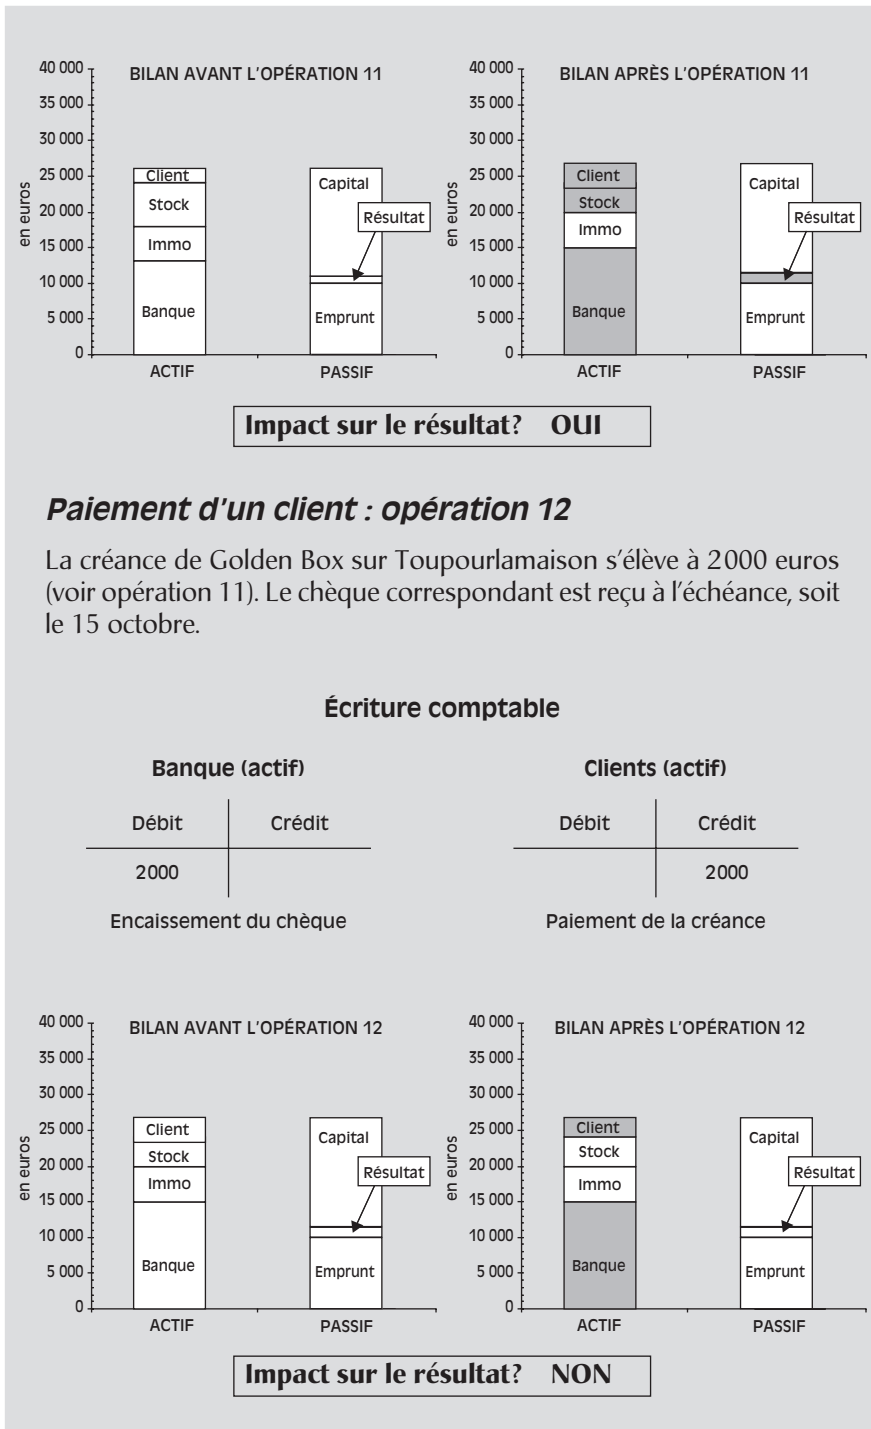 BILAN AVANT L'OPÉRATION 11
en euros
40 000
35 000
30 000
25 000
20 000
15 000
10 000
5 000
0
Client
Stock
Immo
Banque
Capital
Résultat
Emprunt
ACTIF
PASSIF
BILAN APRÈS L'OPÉRATION 11
en euros
40 000
35 000
30 000
25 000
20 000
15 000
10 000
5 000
0
Client
Stock
Immo
Banque
Capital
Résultat
Emprunt
ACTIF
PASSIF
Impact sur le résultat? OUI
Paiement d'un client : opération 12
La créance de Golden Box sur Toupourlamaison s'élève à 2000 euros
(voir opération 11). Le chèque correspondant est reçu à l'échéance, soit
le 15 octobre.
Écriture comptable
Banque (actif)
Débit Crédit
2000
Encaissement du chèque
Clients (actif)
Débit Crédit
2000
Paiement de la créance
BILAN AVANT L'OPÉRATION 12
en euros
40 000
35 000
30 000
25 000
20 000
15 000
10 000
5 000
0
Client
Stock
Immo
Banque
Capital
Résultat
Emprunt
ACTIF
PASSIF
BILAN APRÈS L'OPÉRATION 12
en euros
40 000
35 000
30 000
25 000
20 000
15 000
10 000
5 000
0
Client
Stock
Immo
Banque
Capital
Résultat
Emprunt
ACTIF
PASSIF
Impact sur le résultat? NON